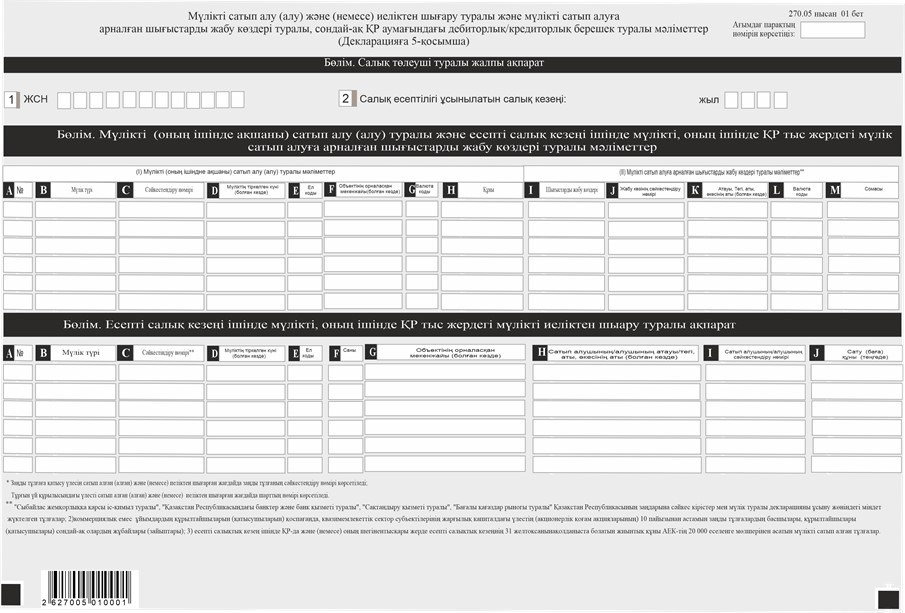 Мүлікті сатып алу (алу) және (немесе) иеліктен шығару туралы және мүлікті сатып алуға
арналған шығыстарды жабу көздері туралы, сондай-ақ ҚР аумағындағы дебиторлық/кредиторлық берешек туралы мәліметтер
(Декларацияға 5-қосымша)
270.05 нысан 01 бет
Ағымдағ парақтың
нөмірін көрсетіңіз:
Бөлім. Салық төлеуші туралы жалпы ақпарат
1 ЖСН
2 Салық есептілігі ұсынылатын салық кезеңі:
жыл
Бөлім. Мүлікті (оның ішінде ақшаны) сатып алу (алу) туралы және есепті салық кезеңі ішінде мүлікті, оның ішінде ҚР тыс жердегі мүлік
сатып алуға арналған шығыстарды жабу көздері туралы мәліметтер
(I) Мүлікті (оның ішіндне ақшаны) сатып алу (алу) туралы мәліметтер
(II) Мүлікті сатып алуға арналған шығыстарды жабу көздері туралы мәліметтер**
A №
B Мүлік түрі
C Сәйкестендіру нөмірі
D Мүліктің тіркелген күні (болған кезде)
E Ел коды
F Объектінің орналасқан мекенжайы(болған кезде)
G Валюта коды
H Құны
I Шығыстарды жабу көздері
J Жабу көзінің сәйкестендіру нөмірі
K Атауы, Тегі, аты, әкесінің аты (болған кезде)
L Валюта коды
M Сомасы
Бөлім. Есепті салық кезеңі ішінде мүлікті, оның ішінде ҚР тыс жердегі мүлікті иеліктен шыару туралы ақпарат
A №
B Мүлік түрі
C Сәйкестендіру нөмірі**
D Мүліктің тіркелген күні (болған кезде)
E Ел коды
F Саны
G Объектінің орналасқан мекенжайы (болған кезде)
H Сатып алушының/алушының атауы/тегі, аты, әкесінің аты (болған кезде)
I Сатып алушының/алушының сәйкестендіру нөмірі
J Сату (баға) құны (теңгеде)
* Заңды тұлғаға қатысу үлесін сатып алған (алған) және (немесе) иеліктен шығарған жағдайда заңды тұлғаның сәйкестендіру нөмірі көрсетіледі,
Тұрғын үй құрылысындағы үлесті сатып алған (алған) және (немесе) иеліктен шығарған жағдайда шарттың нөмірі көрсетіледі.
** "Сыбайлас жемқорлыққа қарсы іс-қимыл туралы", "Қазақстан Республикасындағы банктер және банк қызметі туралы", "Сақтандыру қызметі туралы", "Бағалы қағаздар рыногы туралы" Қазақстан Республикасының заңдарына сәйкес кірістер мен мүлік туралы декларацияны ұсыну жөніндегі міндет
жүктелген тұлғалар; 2)коммерциялық емес ұйымдардың құрылтайшыларын (қатысушыларын) қоспағанда, квазимемлекеттік сектор субъектілерінің жарғылық капиталдағы үлестің (акционерлік қоғам акцияларының) 10 пайызынан астамын заңды тұлғалардың басшылары, құрылтайшылары
(қатысушылары) сондай-ақ олардың жұбайлары (зайыптары); 3) есепті салықтық кезең ішінде ҚР-да және (немесе) оның шегінентысқары жерде есепті салықтық кезеңнің 31 желтоқсанынақолданыста болатын жиынтық құны АЕК-тің 20 000 еселенге мөлшерінен асатын мүлікті сатып алған тұлғалар.
2 627005 010001